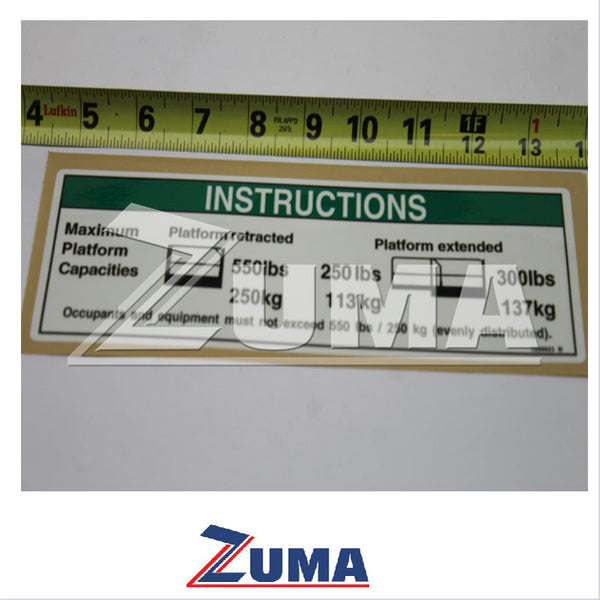 4 Lufkin 5 6 7 8 P.R. APP'D 2547c 9 10 11 1F 12 1 13
INSTRUCTIONS
Maximum Platform Capacities
Platform retracted
550lbs
250kg
250lbs
113kg
Platform extended
300lbs
137kg
Occupants and equipment must not exceed 550 lbs / 250 kg (evenly distributed).
ZUMA
ZUMA